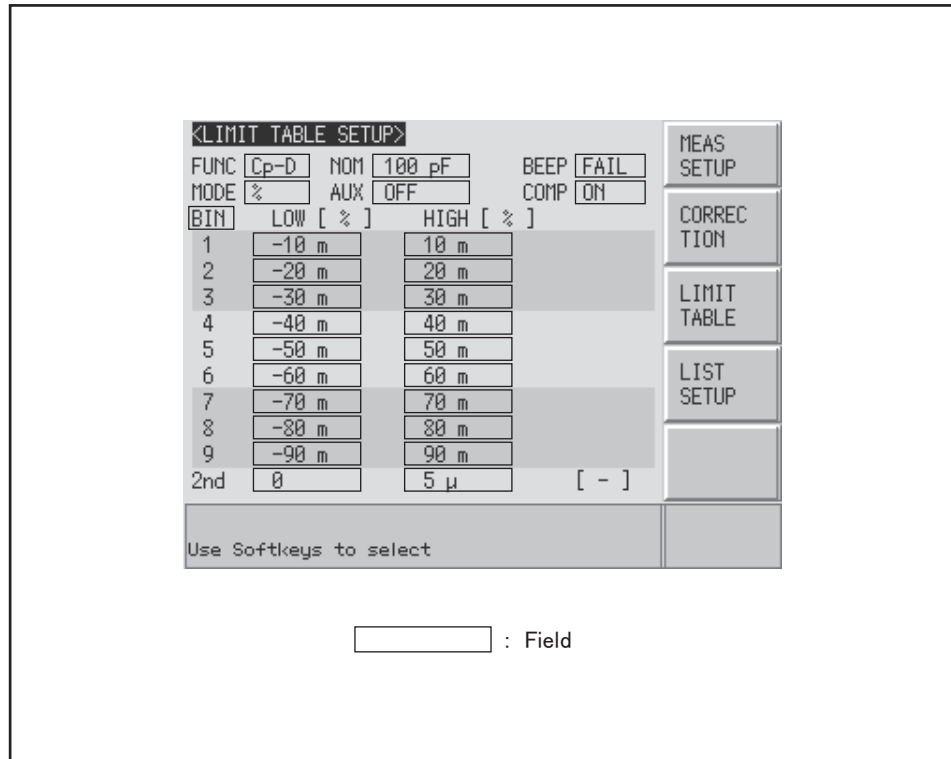 <LIMIT TABLE SETUP>
FUNC Cp-D NOM 100 pF BEEP FAIL
MODE % AUX OFF COMP ON
BIN LOW [ % ] HIGH [ % ]
1 -10 m 10 m
2 -20 m 20 m
3 -30 m 30 m
4 -40 m 40 m
5 -50 m 50 m
6 -60 m 60 m
7 -70 m 70 m
8 -80 m 80 m
9 -90 m 90 m
2nd 0 5 μ [ - ]
Use Softkeys to select
MEAS
SETUP
CORREC
TION
LIMIT
TABLE
LIST
SETUP
: Field